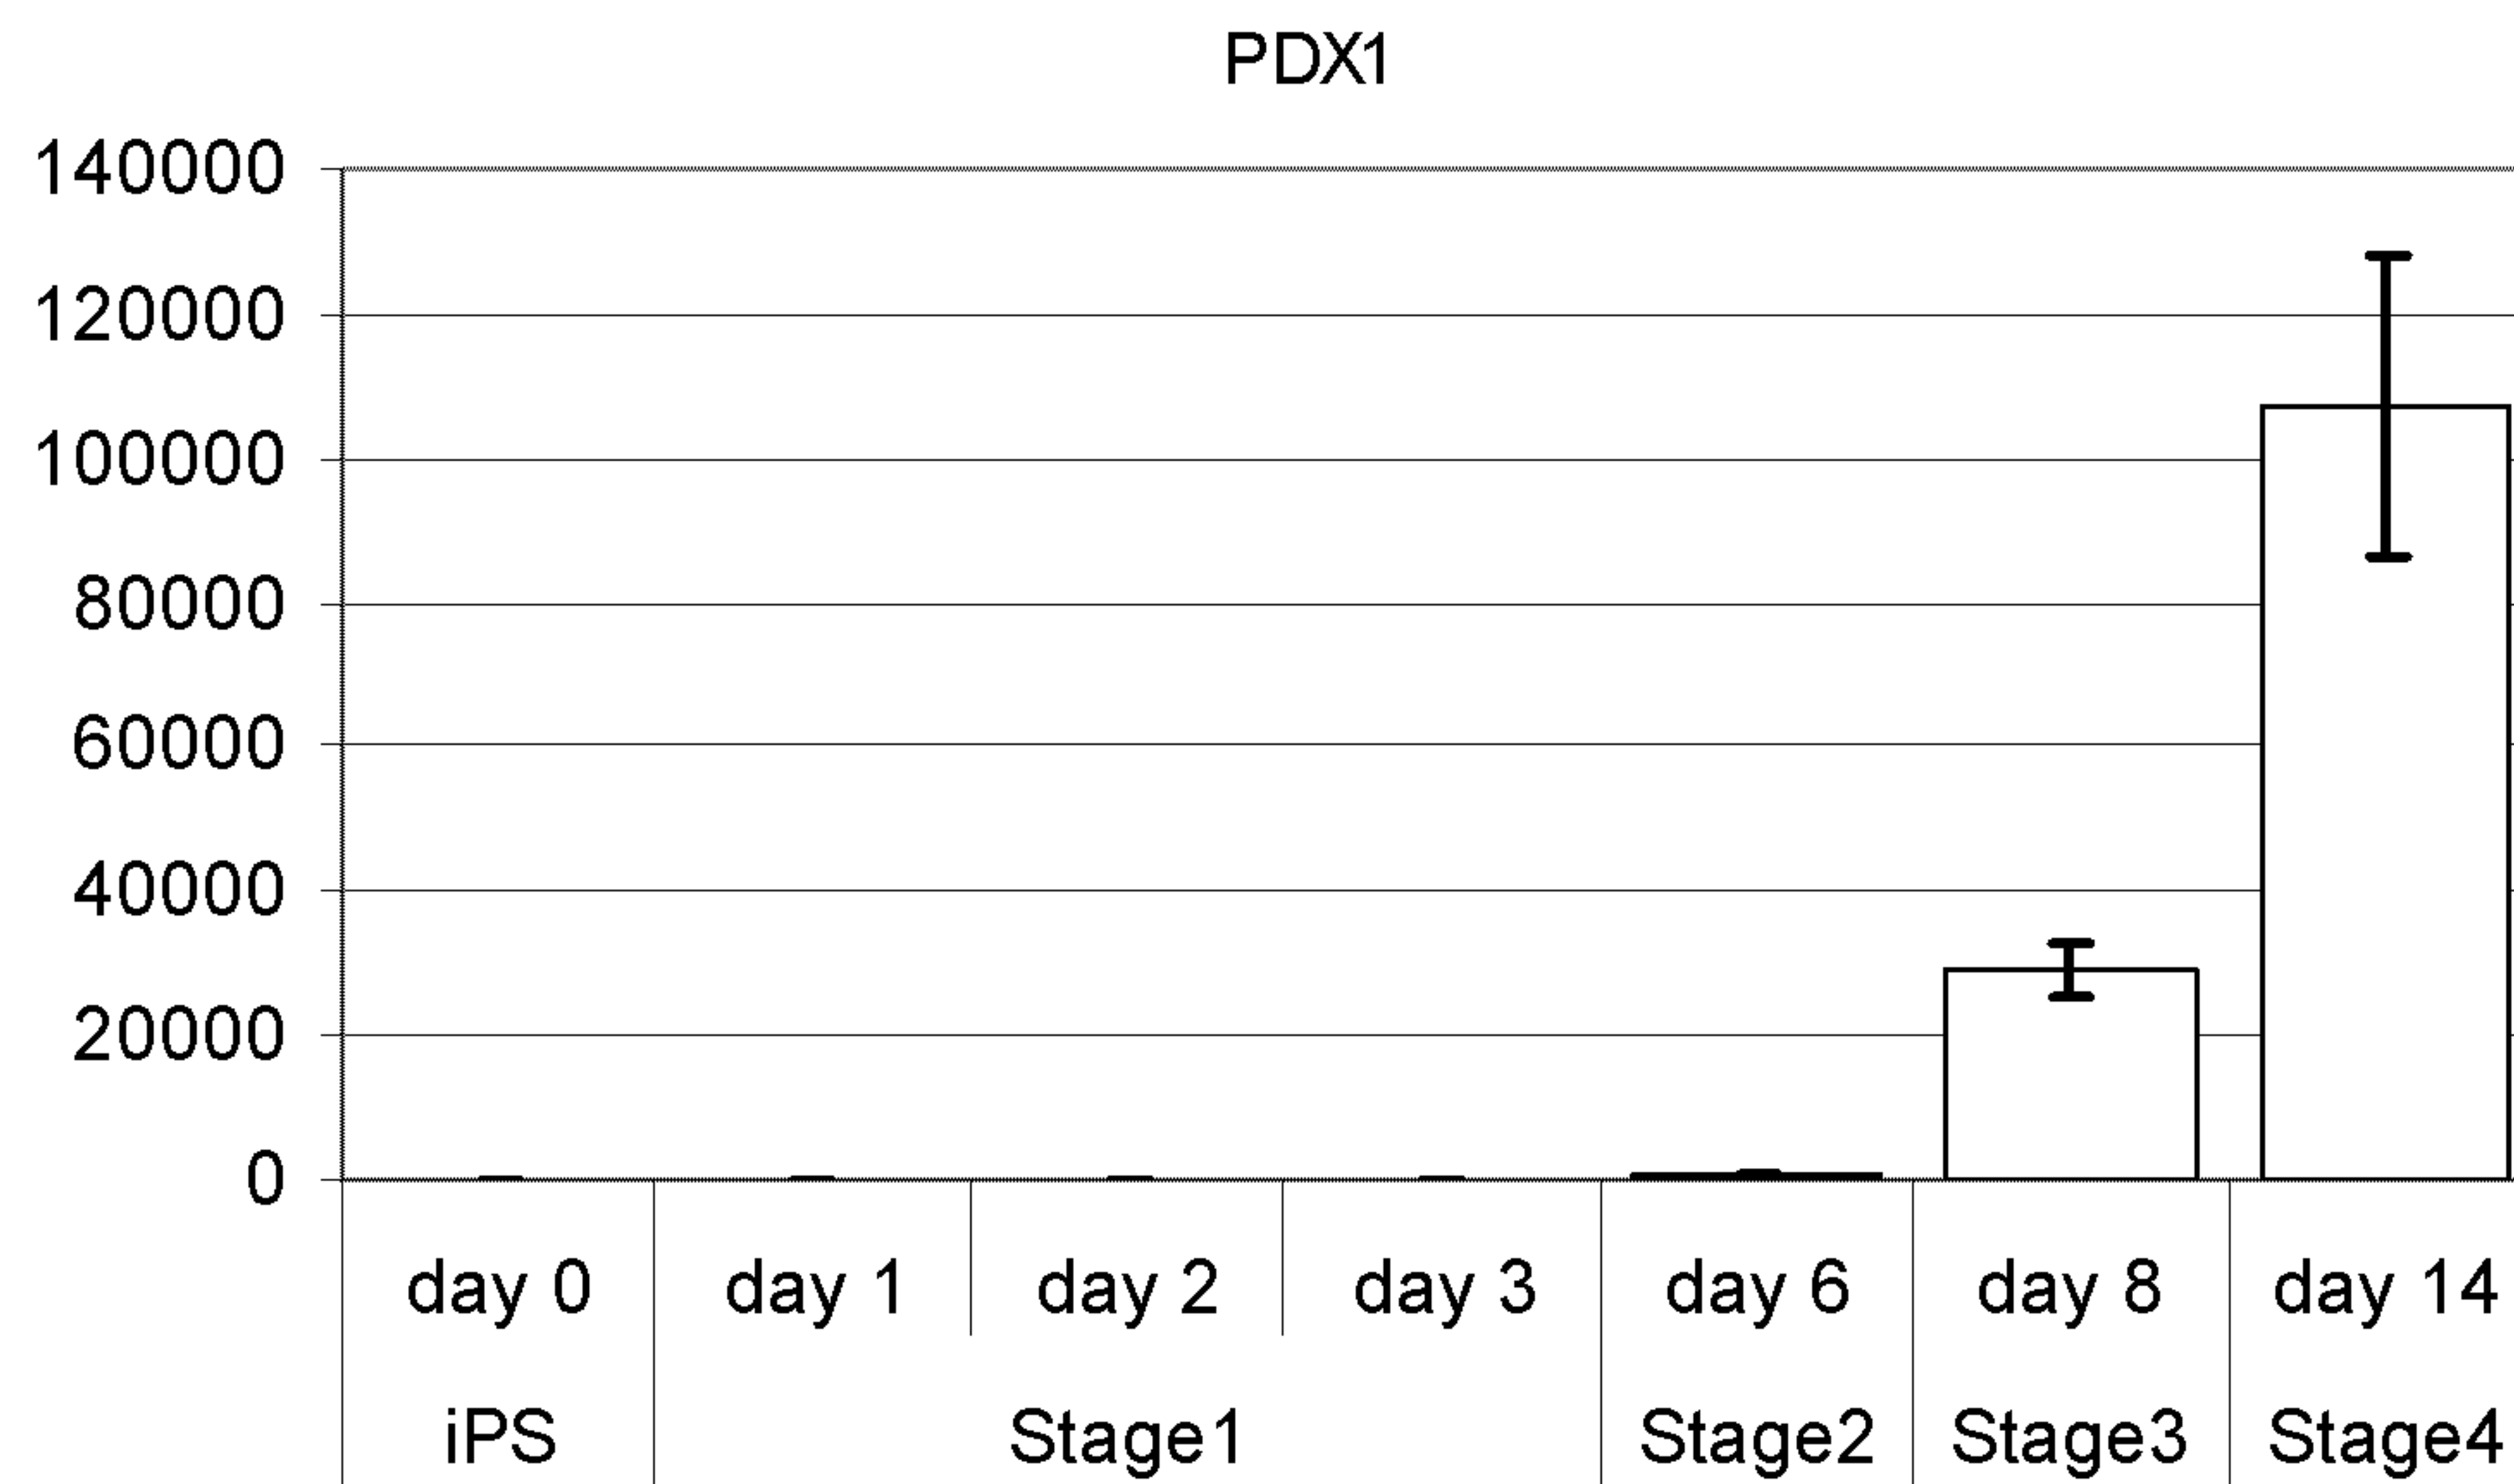 PDX1
140000
120000
100000
80000
60000
40000
20000
0
day 0 day 1 day 2 day 3 day 6 day 8 day 14
iPS Stage1 Stage2 Stage3 Stage4